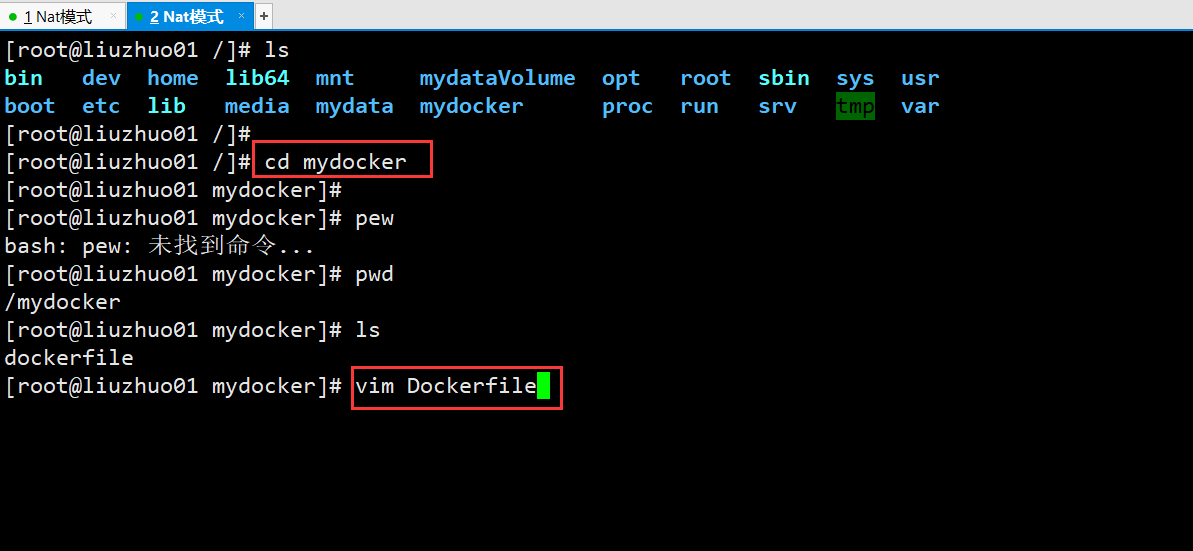 1 Nat模式 × 2 Nat模式 × +
[root@liuzhuo01 /]# ls
bin dev home lib64 mnt mydataVolume opt root sbin sys usr
boot etc lib media mydata mydocker proc run srv tmp var
[root@liuzhuo01 /]#
[root@liuzhuo01 /]# cd mydocker
[root@liuzhuo01 mydocker]#
[root@liuzhuo01 mydocker]# pew
bash: pew: 未找到命令...
[root@liuzhuo01 mydocker]# pwd
/mydocker
[root@liuzhuo01 mydocker]# ls
dockerfile
[root@liuzhuo01 mydocker]# vim Dockerfile